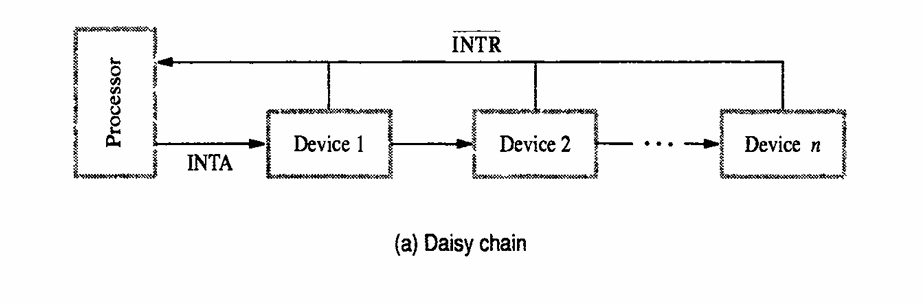 INTR
Processor
Device 1
Device 2
...
Device n
INTA
(a) Daisy chain